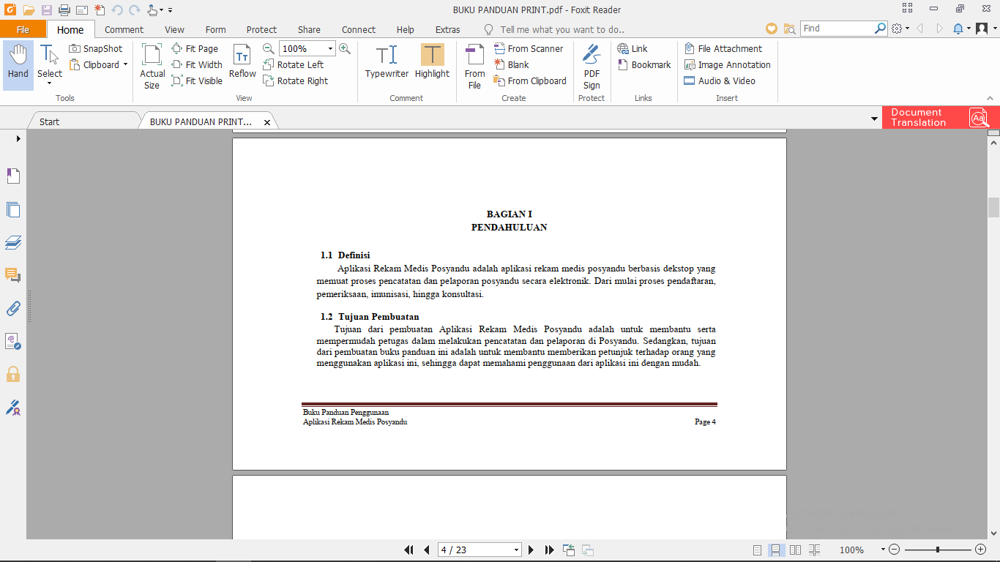 BUKU PANDUAN PRINT.pdf - Foxit Reader
File Home Comment View Form Protect Share Connect Help Extras Tell me what you want to do.. Find
Hand
Select
SnapShot
Clipboard
Tools
Actual Size
Fit Page
Fit Width
Fit Visible
Reflow
100%
Rotate Left
Rotate Right
View
Typewriter
Highlight
Comment
From File
From Scanner
Blank
From Clipboard
Create
PDF Sign
Protect
Link
Bookmark
Links
File Attachment
Image Annotation
Audio & Video
Insert
Start
BUKU PANDUAN PRINT...
Document
Translation
BAGIAN I
PENDAHULUAN
1.1 Definisi
Aplikasi Rekam Medis Posyandu adalah aplikasi rekam medis posyandu berbasis dekstop yang
memuat proses pencatatan dan pelaporan posyandu secara elektronik. Dari mulai proses pendaftaran,
pemeriksaan, imunisasi, hingga konsultasi.
1.2 Tujuan Pembuatan
Tujuan dari pembuatan Aplikasi Rekam Medis Posyandu adalah untuk membantu serta
mempermudah petugas dalam melakukan pencatatan dan pelaporan di Posyandu. Sedangkan, tujuan
dari pembuatan buku panduan ini adalah untuk membantu memberikan petunjuk terhadap orang yang
menggunakan aplikasi ini, sehingga dapat memahami penggunaan dari aplikasi ini dengan mudah.
Buku Panduan Penggunaan
Aplikasi Rekam Medis Posyandu Page 4
4 / 23
100%